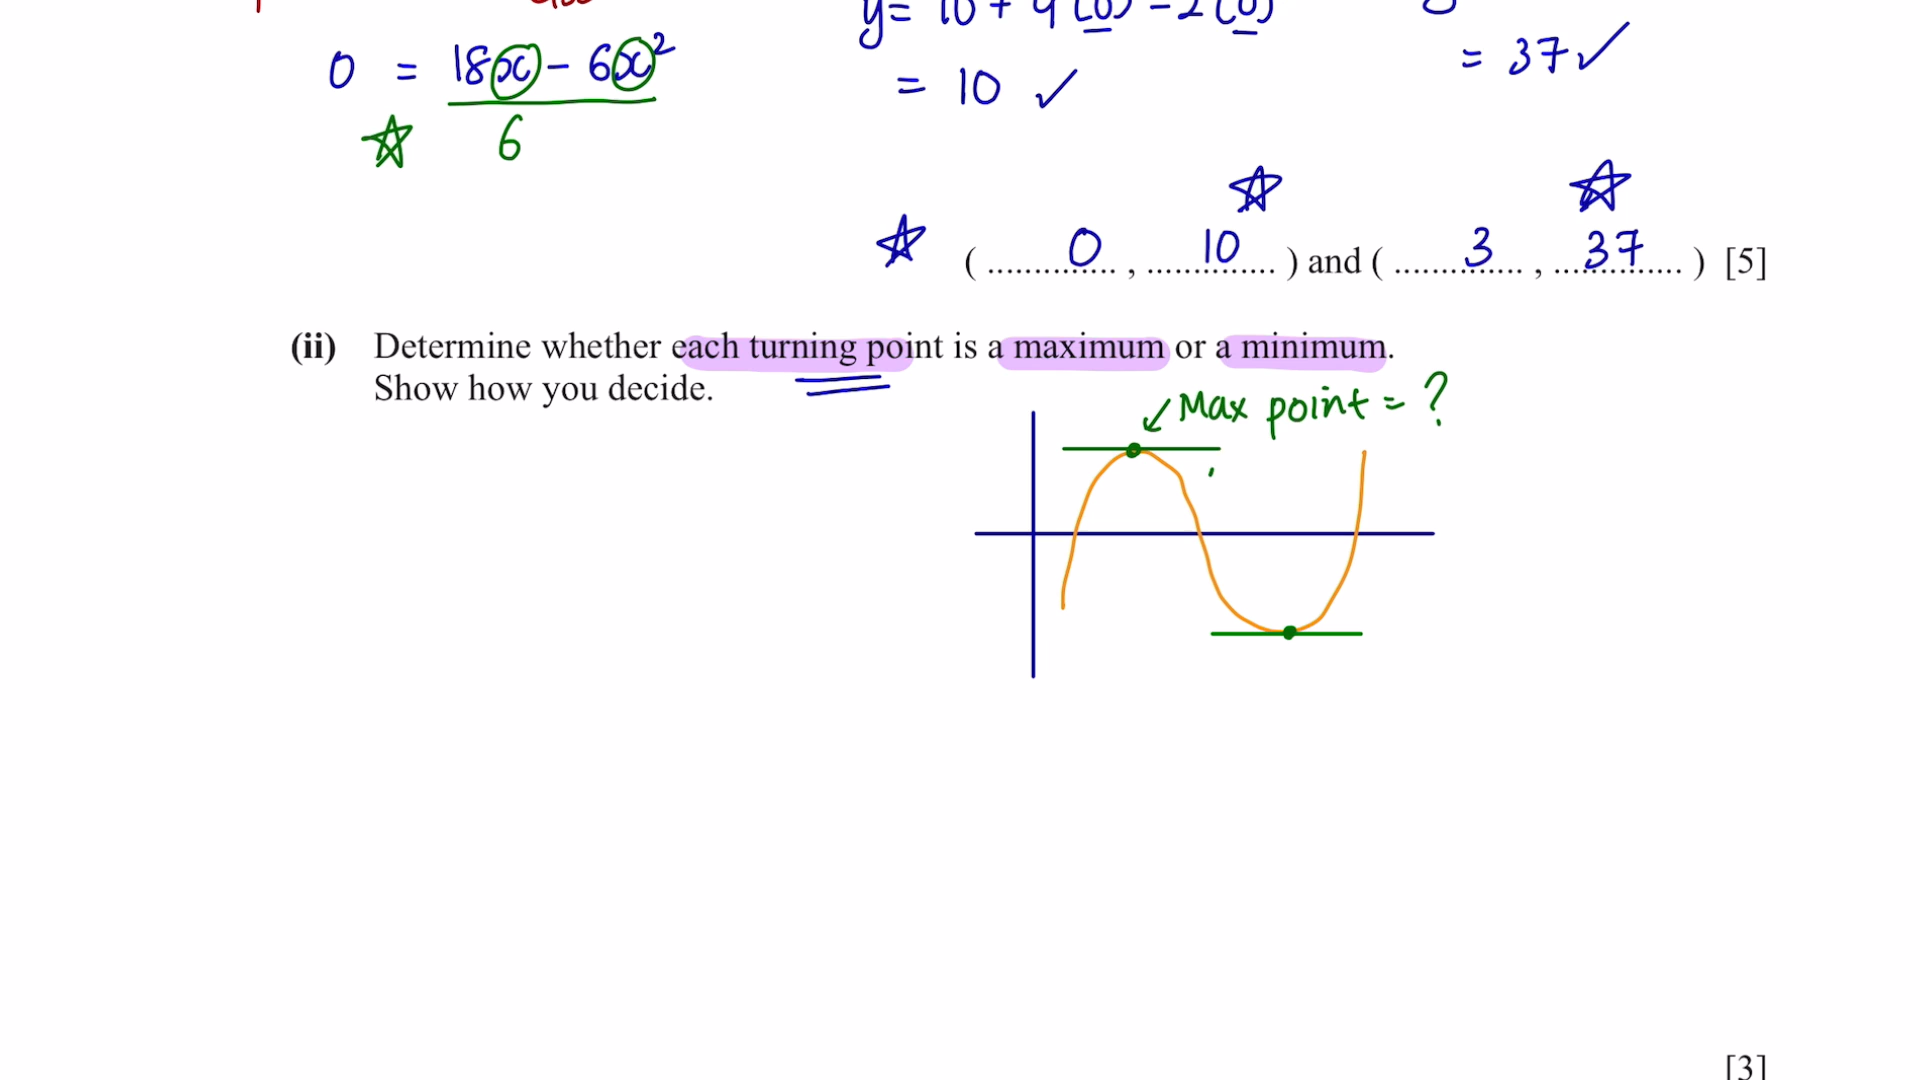 y= 10 + 9 (0) - 2 (0)
0 = 18x - 6x²
6
= 10 ✓
= 37 ✓
( .............. 0 , .............. 10 ) and ( .............. 3 , .............. 37 ) [5]
(ii) Determine whether each turning point is a maximum or a minimum.
Show how you decide.
Max point = ?
[3]